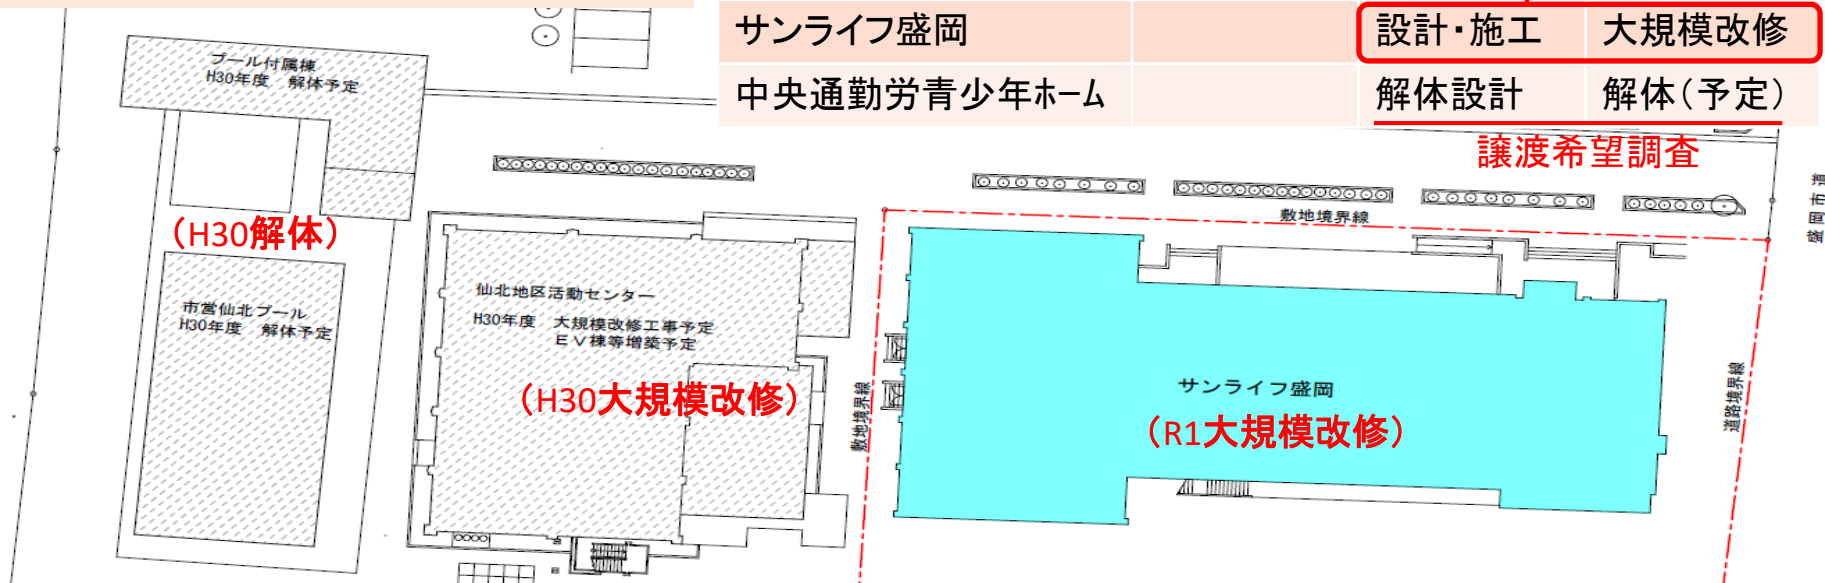 サンライフ盛岡 設計・施工 大規模改修
中央通勤労青少年ホーム 解体設計 解体(予定)
譲渡希望調査
プール付属棟
H30年度 解体予定
(H30解体)
市営仙北プール
H30年度 解体予定
仙北地区活動センター
H30年度 大規模改修工事予定
EV棟等増築予定
(H30大規模改修)
敷地境界線
敷地境界線
サンライフ盛岡
(R1大規模改修)
道路境界線
盛岡市道